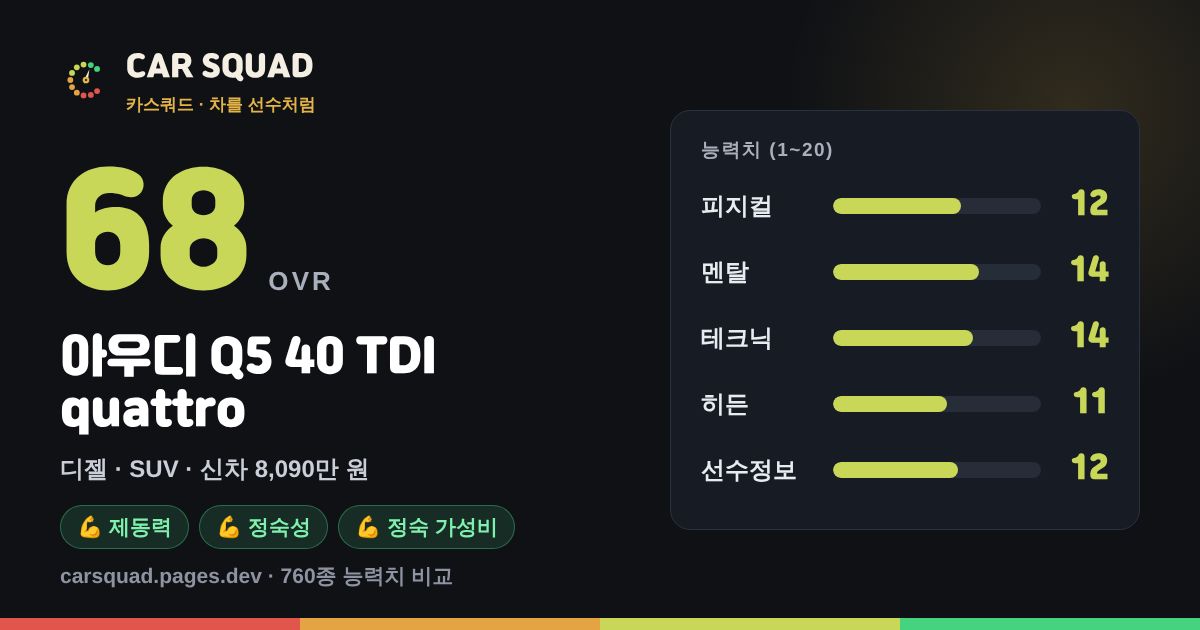 CAR SQUAD
카스쿼드 · 차를 선수처럼
68 OVR
아우디 Q5 40 TDI
quattro
디젤 · SUV · 신차 8,090만 원
💪 제동력 💪 정숙성 💪 정숙 가성비
carsquad.pages.dev · 760종 능력치 비교
능력치 (1~20)
피지컬 12
멘탈 14
테크닉 14
히든 11
선수정보 12